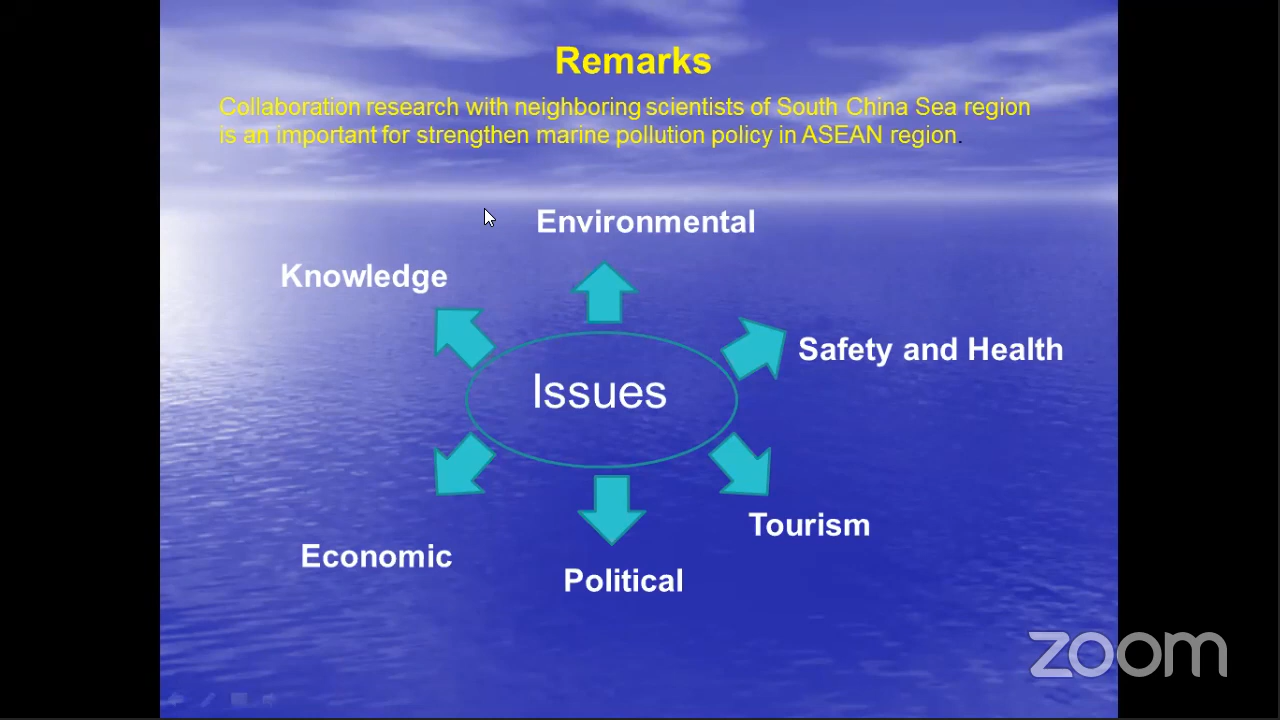 Remarks
Collaboration research with neighboring scientists of South China Sea region
is an important for strengthen marine pollution policy in ASEAN region.
Environmental
Knowledge
Safety and Health
Issues
Tourism
Economic
Political
zoom